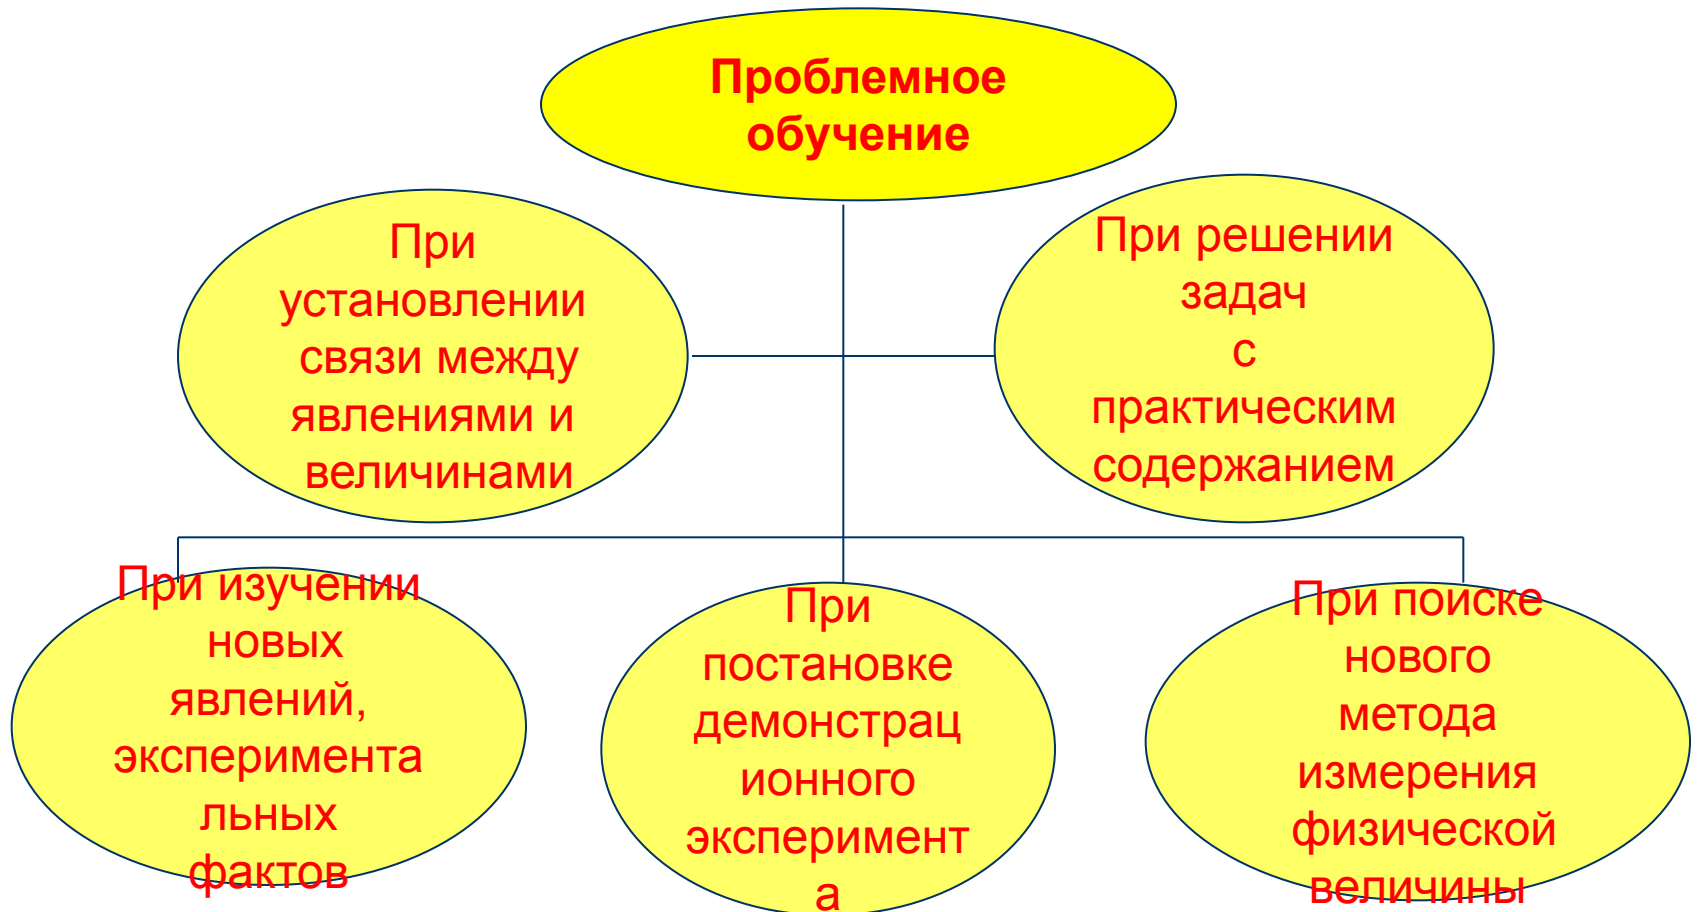 Проблемное
обучение
При
установлении
связи между
явлениями и
величинами
При решении
задач
с
практическим
содержанием
При изучении
новых
явлений,
эксперимента
льных
фактов
При
постановке
демонстрац
ионного
эксперимент
а
При поиске
нового
метода
измерения
физической
величины